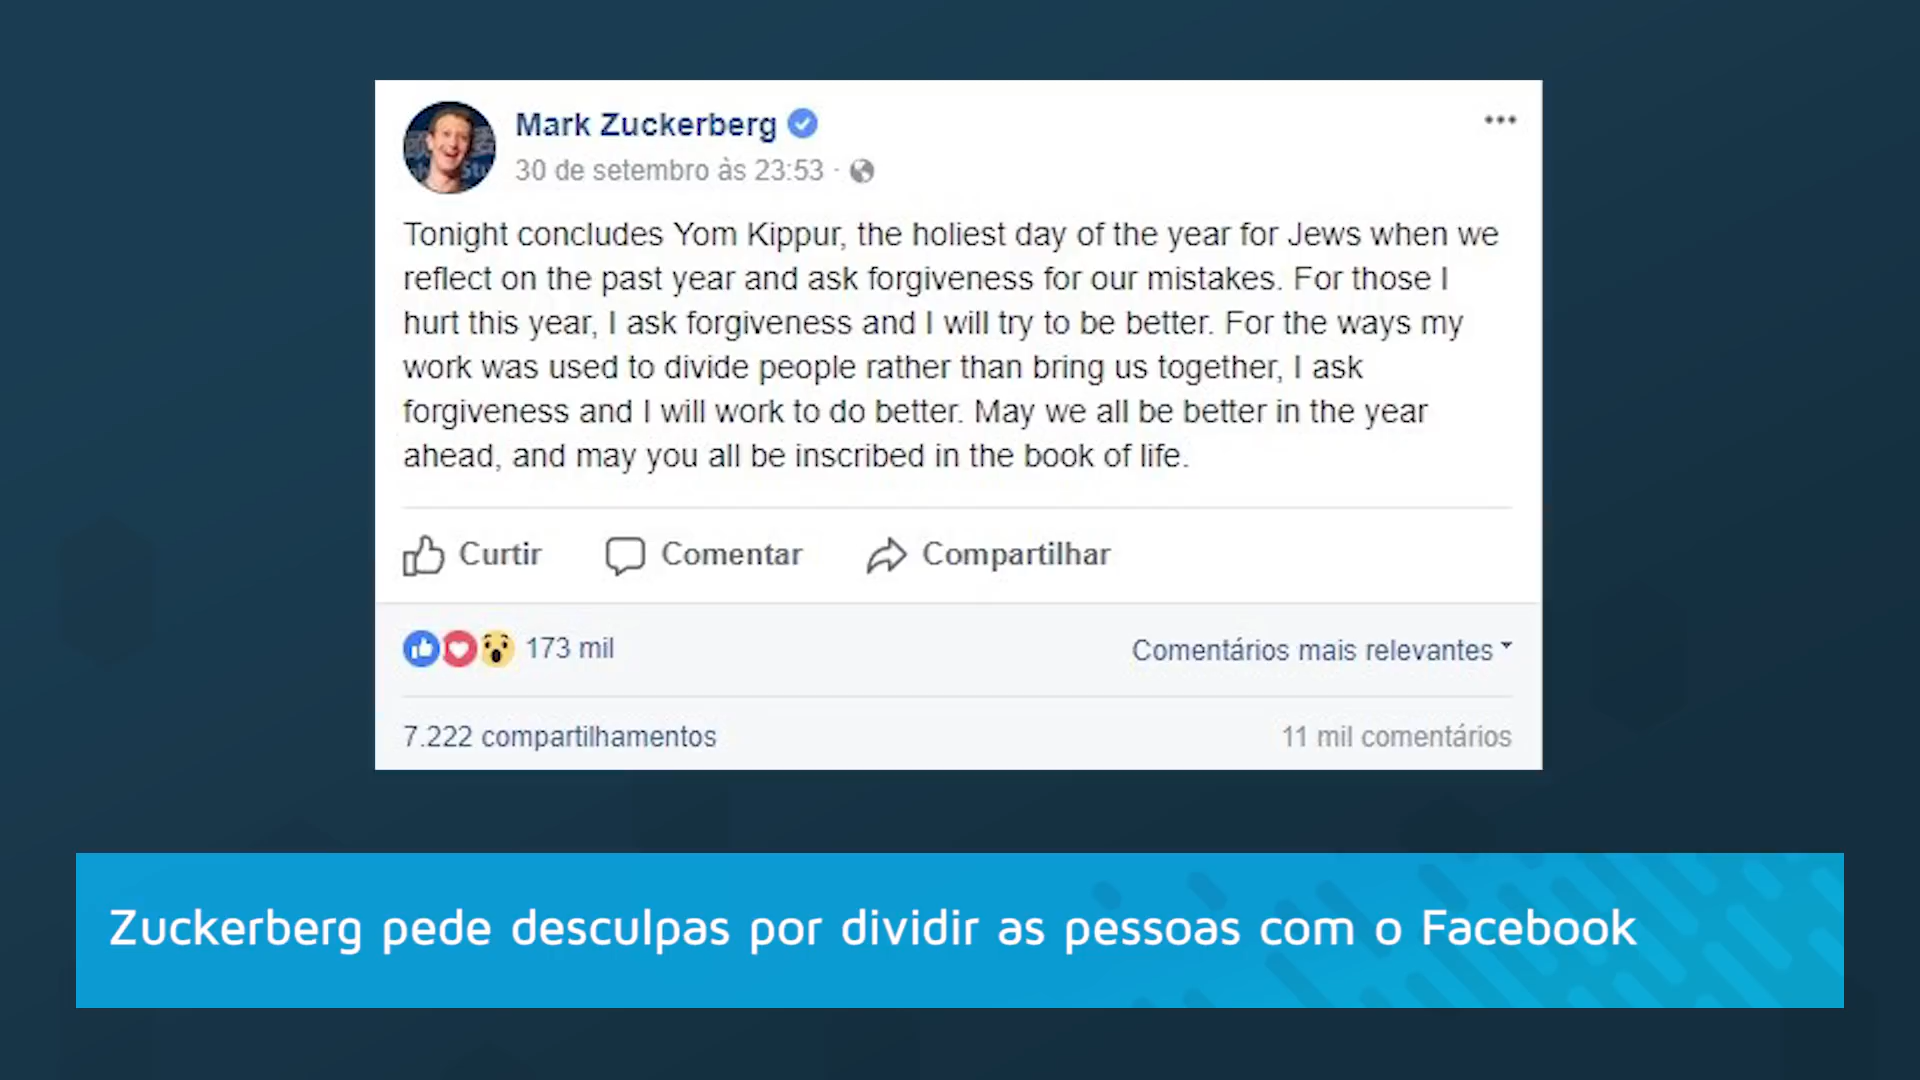 Mark Zuckerberg
30 de setembro às 23:53 ·
Tonight concludes Yom Kippur, the holiest day of the year for Jews when we
reflect on the past year and ask forgiveness for our mistakes. For those I
hurt this year, I ask forgiveness and I will try to be better. For the ways my
work was used to divide people rather than bring us together, I ask
forgiveness and I will work to do better. May we all be better in the year
ahead, and may you all be inscribed in the book of life.
Curtir Comentar Compartilhar
173 mil Comentários mais relevantes
7.222 compartilhamentos 11 mil comentários
Zuckerberg pede desculpas por dividir as pessoas com o Facebook